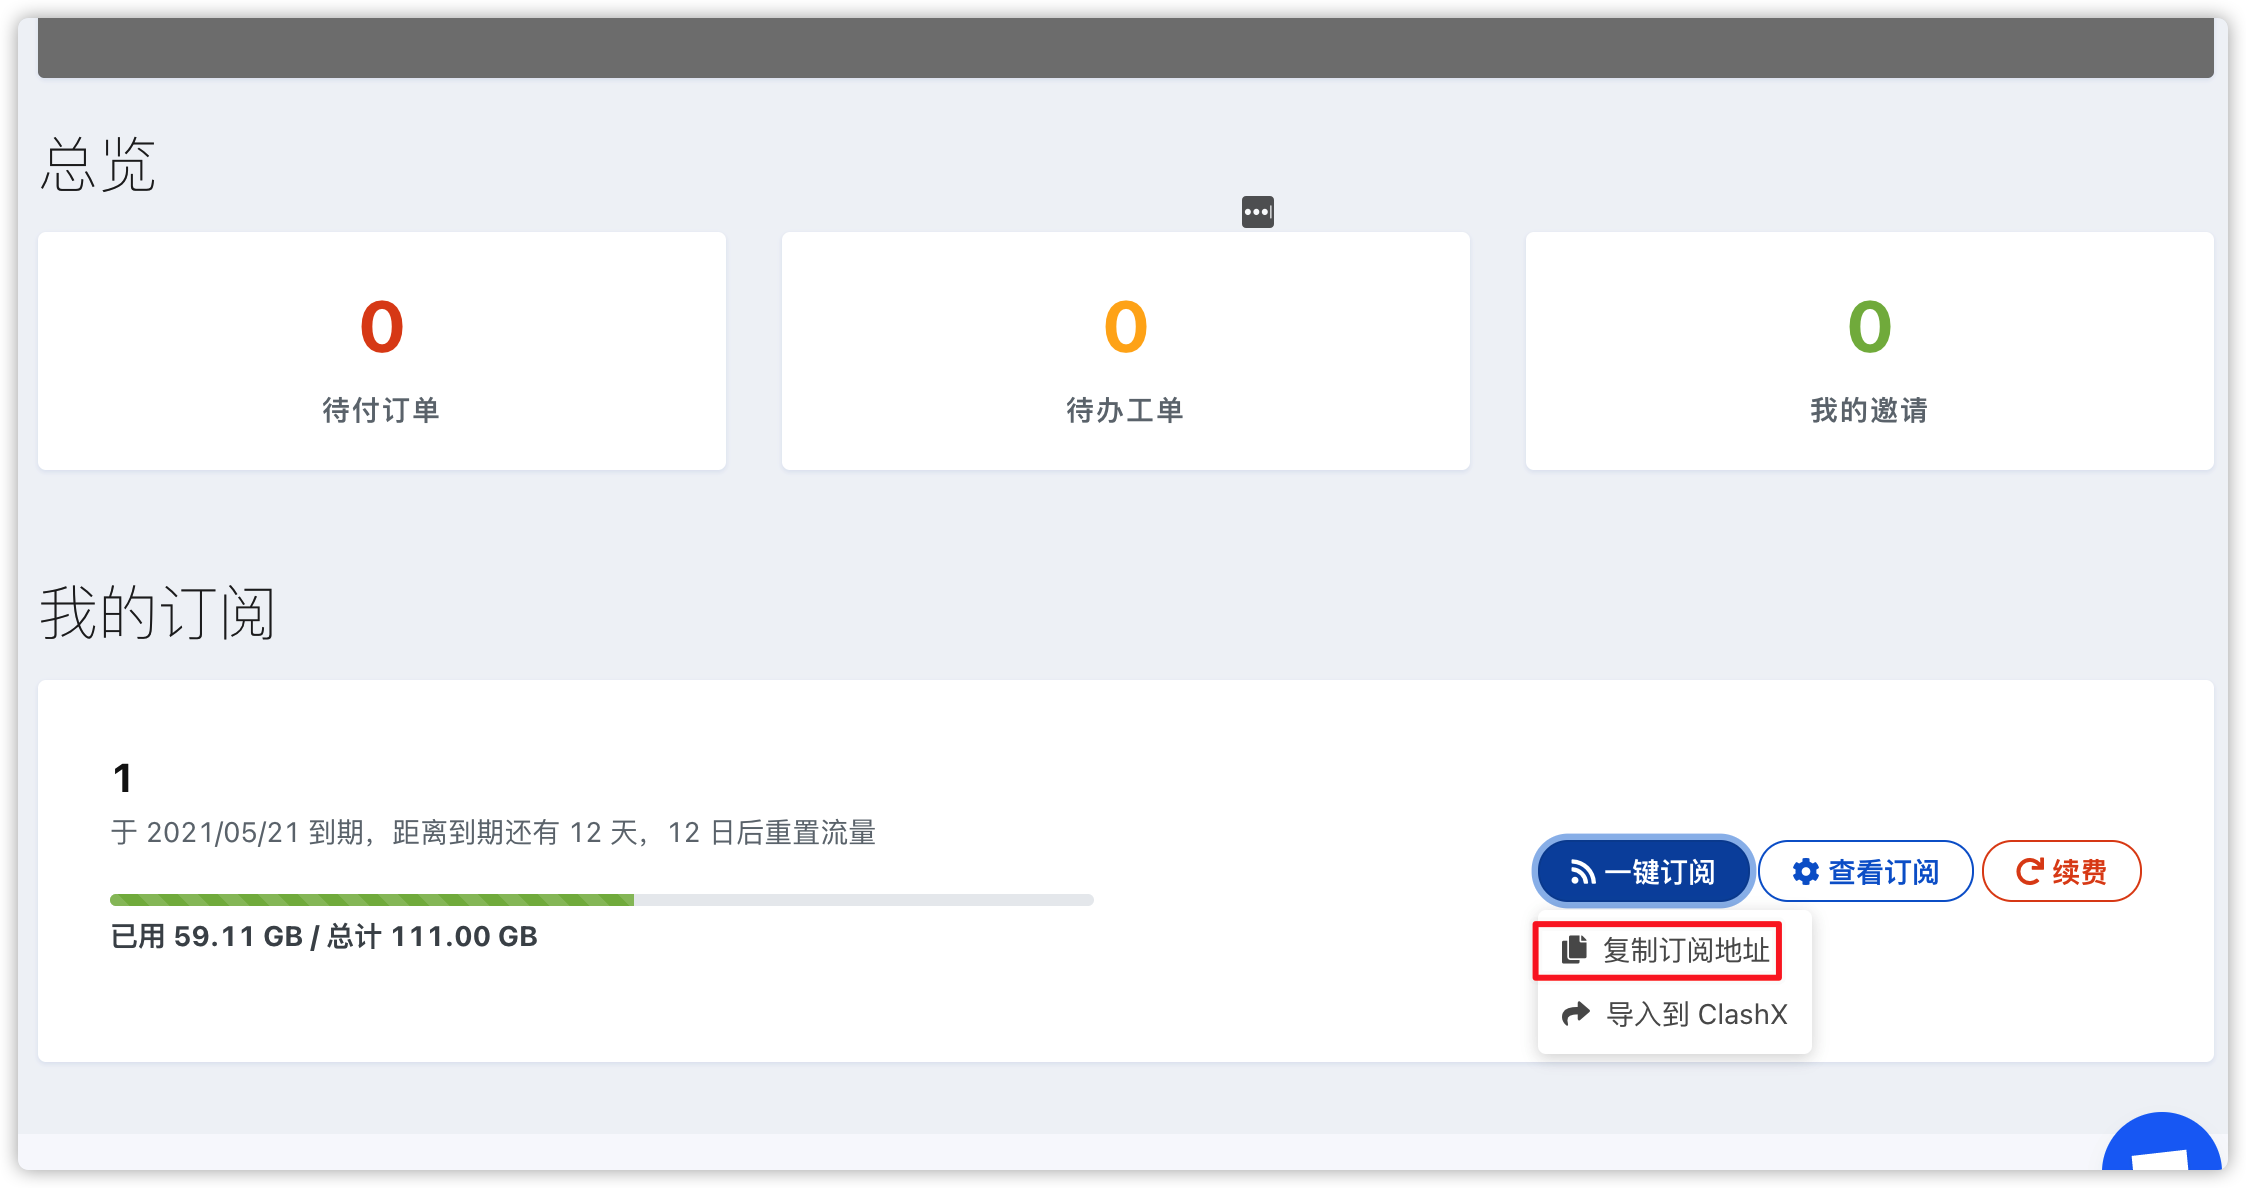 总览
0
待付订单
0
待办工单
0
我的邀请
我的订阅
1
于 2021/05/21 到期，距离到期还有 12 天，12 日后重置流量
已用 59.11 GB / 总计 111.00 GB
一键订阅
查看订阅
续费
复制订阅地址
导入到 ClashX